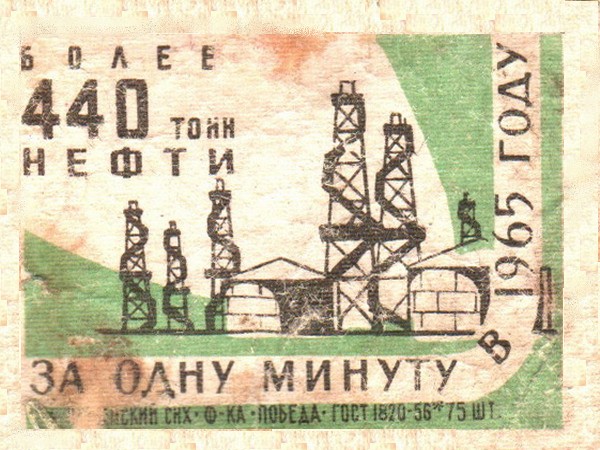 БОЛЕЕ
440 ТОНН
НЕФТИ
ЗА ОДНУ МИНУТУ
В 1965 ГОДУ
СНХ • Ф-КА • ПОБЕДА • ГОСТ 1820-56 75 ШТ.